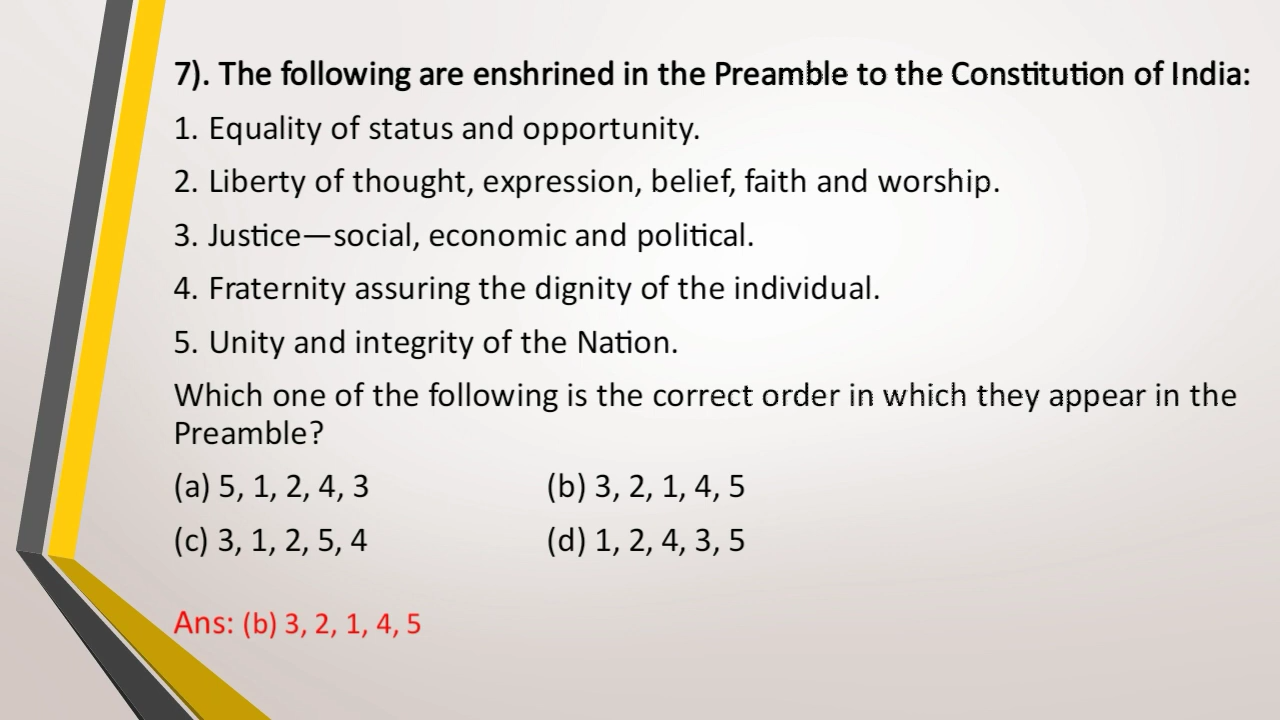 7). The following are enshrined in the Preamble to the Constitution of India:
1. Equality of status and opportunity.
2. Liberty of thought, expression, belief, faith and worship.
3. Justice—social, economic and political.
4. Fraternity assuring the dignity of the individual.
5. Unity and integrity of the Nation.
Which one of the following is the correct order in which they appear in the
Preamble?
(a) 5, 1, 2, 4, 3 (b) 3, 2, 1, 4, 5
(c) 3, 1, 2, 5, 4 (d) 1, 2, 4, 3, 5
Ans: (b) 3, 2, 1, 4, 5